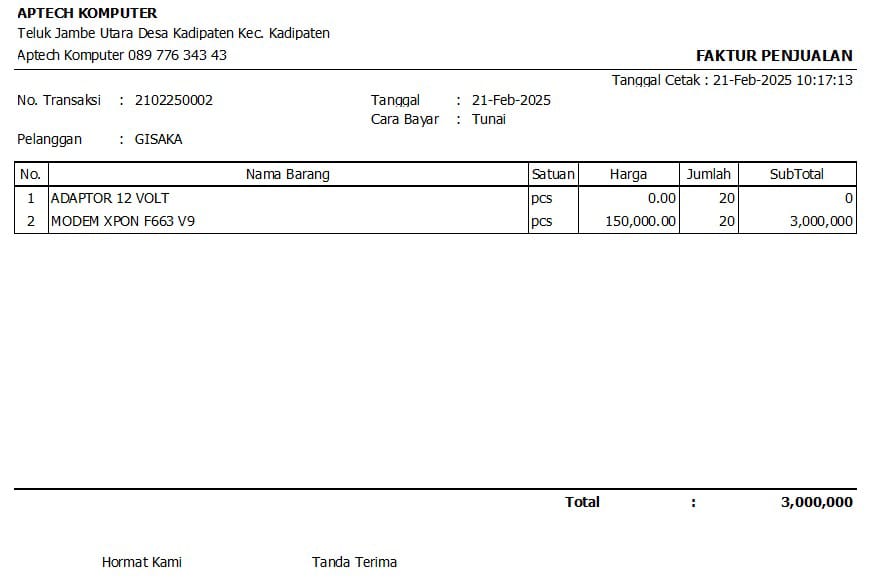 APTECH KOMPUTER
Teluk Jambe Utara Desa Kadipaten Kec. Kadipaten
Aptech Komputer 089 776 343 43
FAKTUR PENJUALAN
Tanggal Cetak : 21-Feb-2025 10:17:13
No. Transaksi : 2102250002 Tanggal : 21-Feb-2025
Cara Bayar : Tunai
Pelanggan : GISAKA
No. Nama Barang Satuan Harga Jumlah SubTotal
1 ADAPTOR 12 VOLT pcs 0.00 20 0
2 MODEM XPON F663 V9 pcs 150,000.00 20 3,000,000
Total : 3,000,000
Hormat Kami Tanda Terima